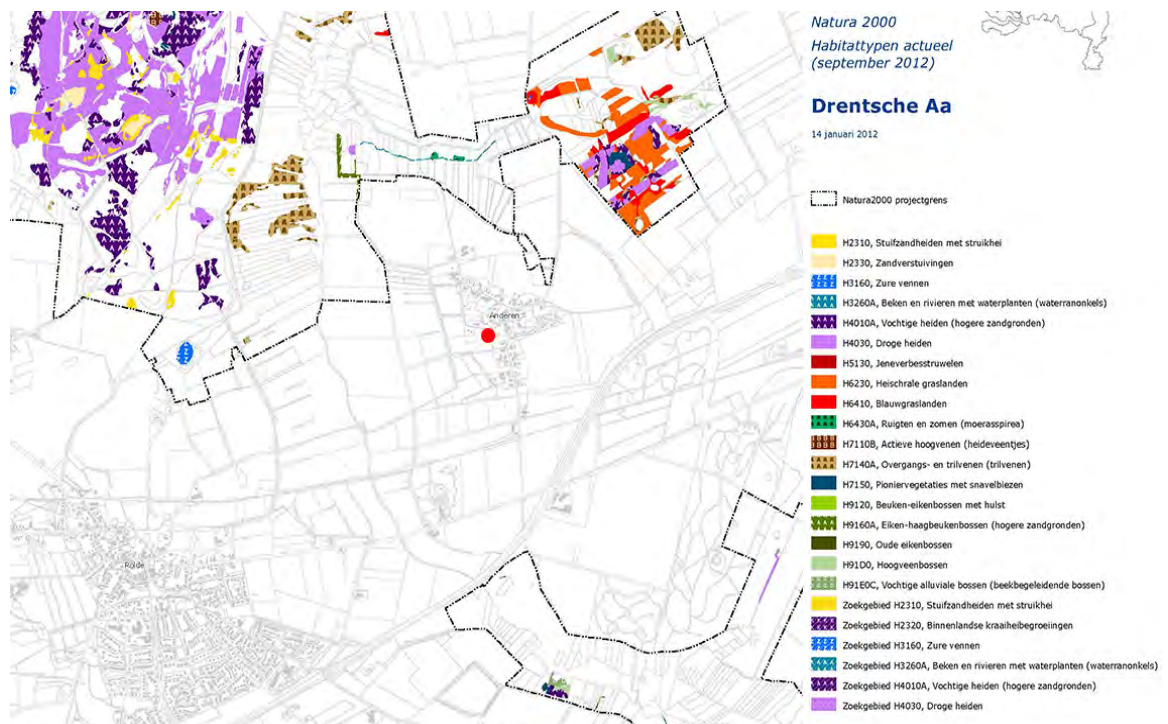 Natura 2000
Habitattypen actueel
(september 2012)
Drentsche Aa
14 januari 2012
Natura2000 projectgrens
H2310, Stuifzandheiden met struikhei
H2330, Zandverstuivingen
H3160, Zure vennen
H3260A, Beken en rivieren met waterplanten (waterranonkels)
H4010A, Vochtige heiden (hogere zandgronden)
H4030, Droge heiden
H5130, Jeneverbesstruwelen
H6230, Heischrale graslanden
H6410, Blauwgraslanden
H6430A, Ruigten en zomen (moerasspirea)
H7110B, Actieve hoogvenen (heideveentjes)
H7140A, Overgangs- en trilvenen (trilvenen)
H7150, Pioniervegetaties met snavelbiezen
H9120, Beuken-eikenbossen met hulst
H9160A, Eiken-haagbeukenbossen (hogere zandgronden)
H9190, Oude eikenbossen
H91D0, Hoogveenbossen
H91E0C, Vochtige alluviale bossen (beekbegeleidende bossen)
Zoekgebied H2310, Stuifzandheiden met struikhei
Zoekgebied H2320, Binnenlandse kraaiheibegroeiingen
Zoekgebied H3160, Zure vennen
Zoekgebied H3260A, Beken en rivieren met waterplanten (waterranonkels)
Zoekgebied H4010A, Vochtige heiden (hogere zandgronden)
Zoekgebied H4030, Droge heiden
Anderen
Rolde